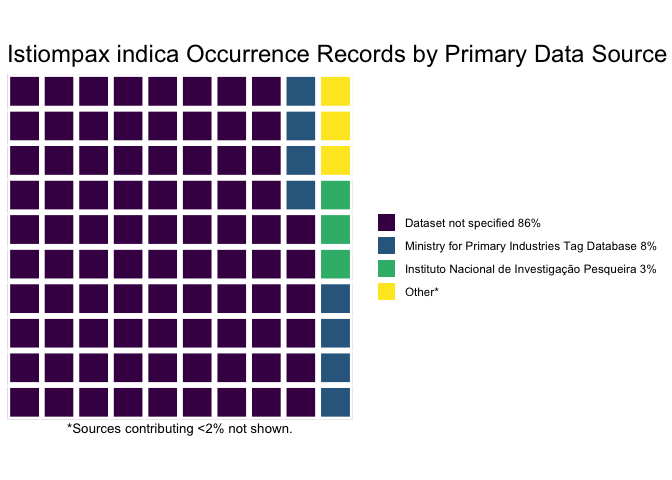 Istiompax indica Occurrence Records by Primary Data Source
Dataset not specified 86%
Ministry for Primary Industries Tag Database 8%
Instituto Nacional de Investigação Pesqueira 3%
Other*
*Sources contributing <2% not shown.